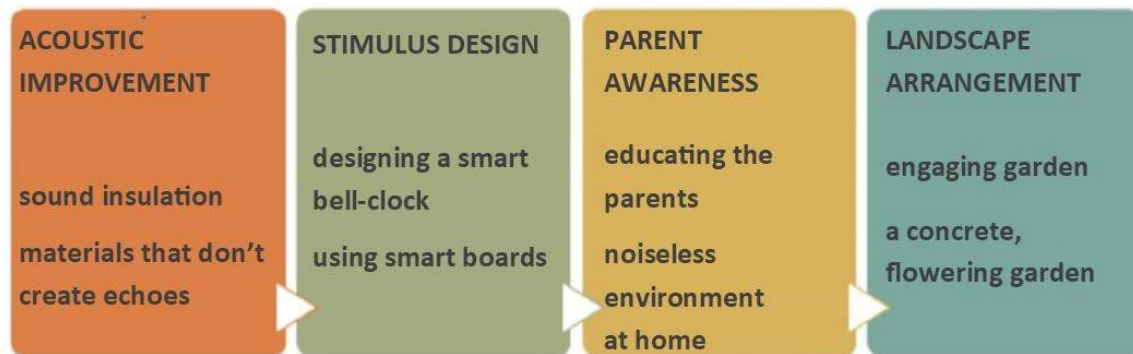 ACOUSTIC
IMPROVEMENT
sound insulation
materials that don't
create echoes
STIMULUS DESIGN
designing a smart
bell-clock
using smart boards
PARENT
AWARENESS
educating the
parents
noiseless
environment
at home
LANDSCAPE
ARRANGEMENT
engaging garden
a concrete,
flowering garden